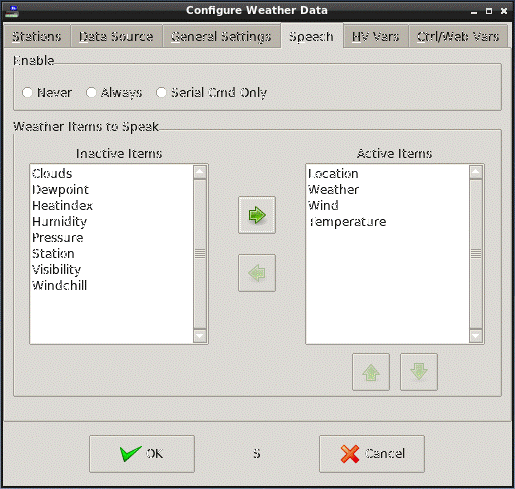 Configure Weather Data
Stations Data Source General Settings Speech NV Vars Ctrl/Web Vars
Enable
Never Always Serial Cmd Only
Weather Items to Speak
Inactive Items Active Items
Clouds Location
Dewpoint Weather
Heatindex Wind
Humidity Temperature
Pressure
Station
Visibility
Windchill
OK S Cancel